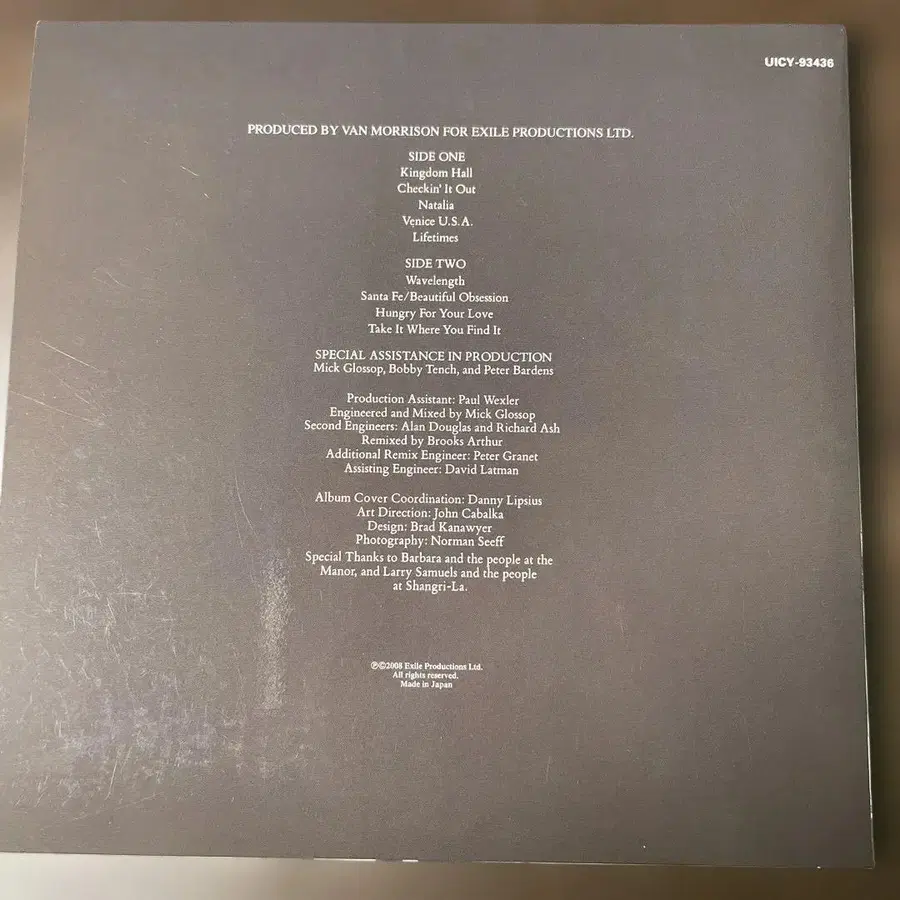 UICY-93436
PRODUCED BY VAN MORRISON FOR EXILE PRODUCTIONS LTD.
SIDE ONE
Kingdom Hall
Checkin' It Out
Natalia
Venice U.S.A.
Lifetimes
SIDE TWO
Wavelength
Santa Fe/Beautiful Obsession
Hungry For Your Love
Take It Where You Find It
SPECIAL ASSISTANCE IN PRODUCTION
Mick Glossop, Bobby Tench, and Peter Bardens
Production Assistant: Paul Wexler
Engineered and Mixed by Mick Glossop
Second Engineers: Alan Douglas and Richard Ash
Remixed by Brooks Arthur
Additional Remix Engineer: Peter Granet
Assisting Engineer: David Latman
Album Cover Coordination: Danny Lipsius
Art Direction: John Cabalka
Design: Brad Kanawyer
Photography: Norman Seeff
Special Thanks to Barbara and the people at the
Manor, and Larry Samuels and the people
at Shangri-La.
℗©2008 Exile Productions Ltd.
All rights reserved.
Made in Japan